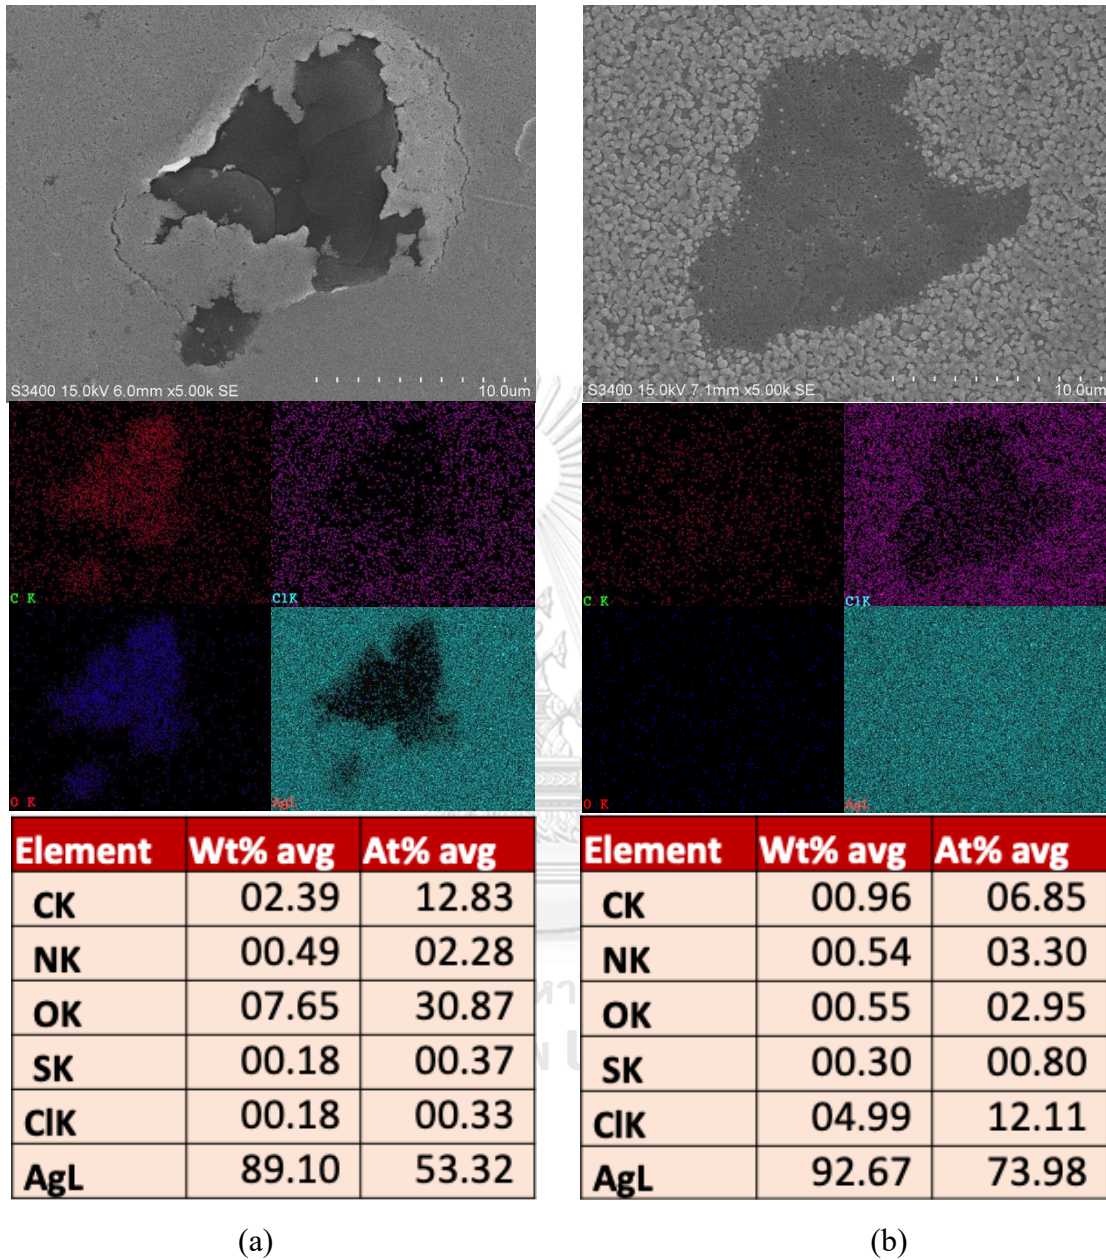 S3400 15.0kV 6.0mm x5.00k SE 10.0um
S3400 15.0kV 7.1mm x5.00k SE 10.0um
C K
ClK
O K
AgL
C K
ClK
O K
AgL
Element Wt% avg At% avg
CK 02.39 12.83
NK 00.49 02.28
OK 07.65 30.87
SK 00.18 00.37
ClK 00.18 00.33
AgL 89.10 53.32
Element Wt% avg At% avg
CK 00.96 06.85
NK 00.54 03.30
OK 00.55 02.95
SK 00.30 00.80
ClK 04.99 12.11
AgL 92.67 73.98
(a)
(b)